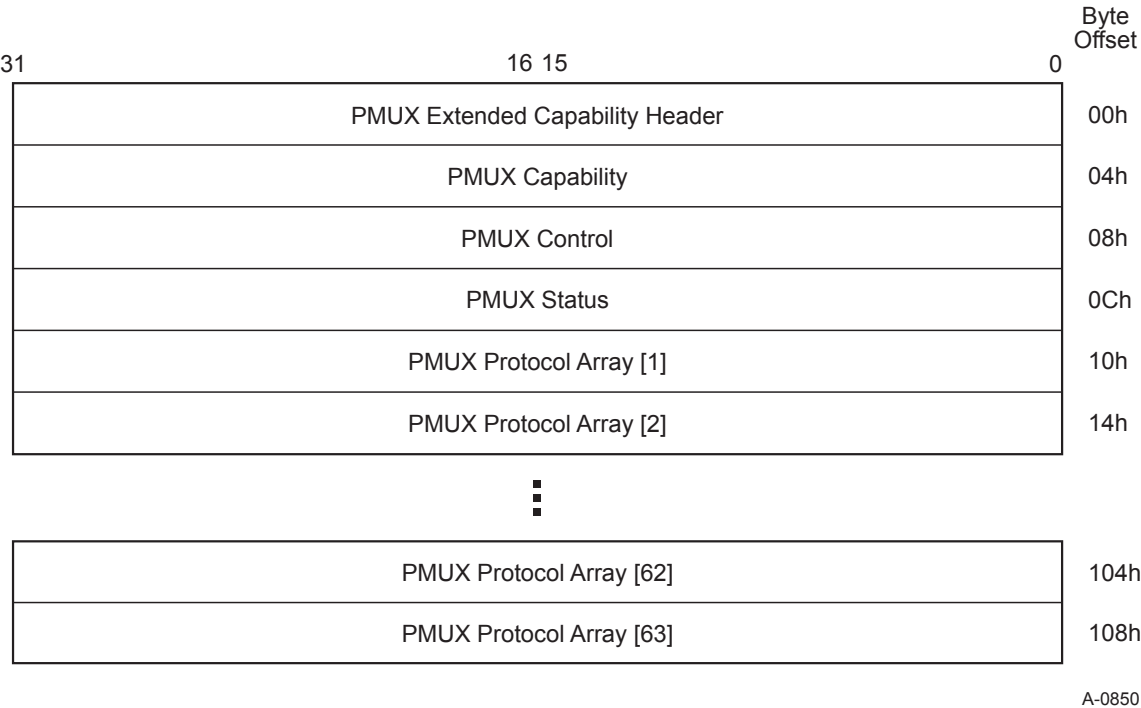 Byte
Offset
31 16 15 0
PMUX Extended Capability Header 00h
PMUX Capability 04h
PMUX Control 08h
PMUX Status 0Ch
PMUX Protocol Array [1] 10h
PMUX Protocol Array [2] 14h
PMUX Protocol Array [62] 104h
PMUX Protocol Array [63] 108h
A-0850